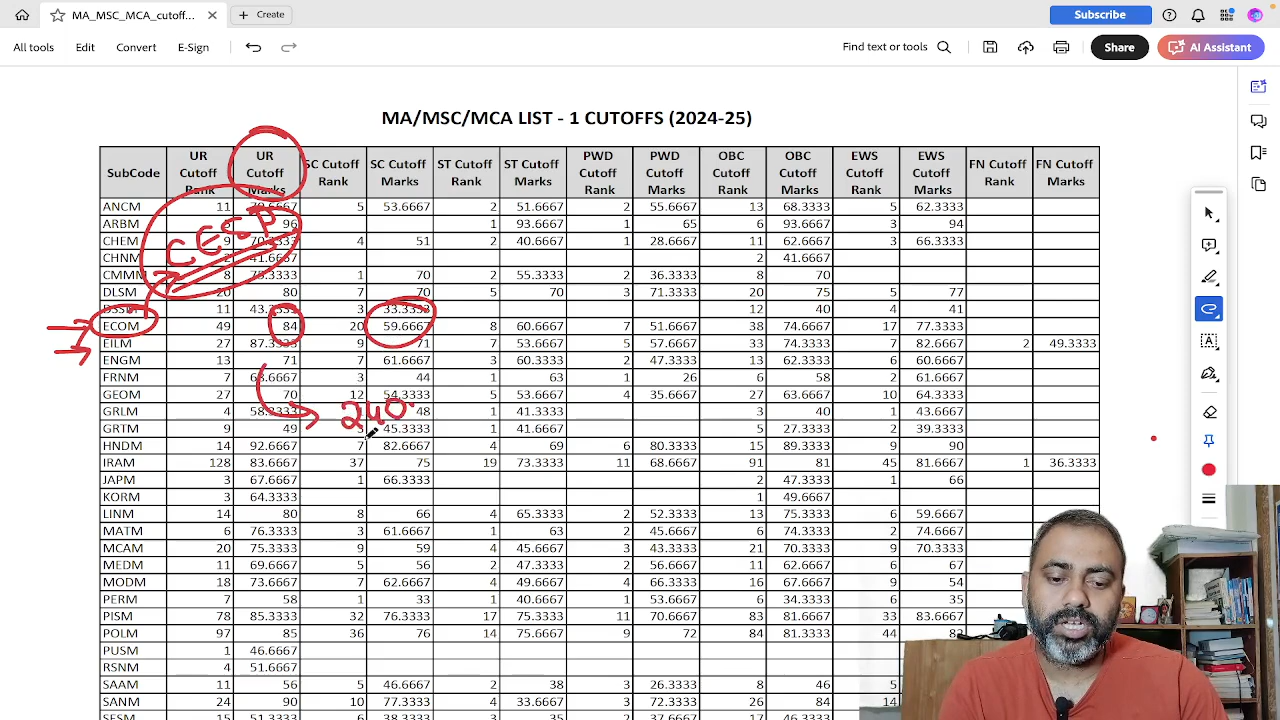 MA_MSC_MCA_cutoff... Create Subscribe
All tools Edit Convert E-Sign Find text or tools Share AI Assistant
MA/MSC/MCA LIST - 1 CUTOFFS (2024-25)
SubCode UR Cutoff Rank UR Cutoff Marks SC Cutoff Rank SC Cutoff Marks ST Cutoff Rank ST Cutoff Marks PWD Cutoff Rank PWD Cutoff Marks OBC Cutoff Rank OBC Cutoff Marks EWS Cutoff Rank EWS Cutoff Marks FN Cutoff Rank FN Cutoff Marks
ANCM 11 5 53.6667 2 51.6667 2 55.6667 13 68.3333 5 62.3333
ARBM 96 1 93.6667 1 65 6 93.6667 3 94
CHEM 9 4 51 2 40.6667 1 28.6667 11 62.6667 3 66.3333
CHNM 41.6667 2 41.6667
CMMM 8 1 70 2 55.3333 2 36.3333 8 70
DLSM 20 80 7 70 5 70 3 71.3333 20 75 5 77
DSSM 11 43.3333 3 33.3333 12 40 4 41
ECOM 49 84 20 59.6667 8 60.6667 7 51.6667 38 74.6667 17 77.3333
EILM 27 87.3333 9 71 7 53.6667 5 57.6667 33 74.3333 7 82.6667 2 49.3333
ENGM 13 71 7 61.6667 3 60.3333 2 47.3333 13 62.3333 6 60.6667
FRNM 7 68.6667 3 44 1 63 1 26 6 58 2 61.6667
GEOM 27 70 12 54.3333 5 53.6667 4 35.6667 27 63.6667 10 64.3333
GRLM 4 58.3333 48 1 41.3333 3 40 1 43.6667
GRTM 9 49 45.3333 1 41.6667 5 27.3333 2 39.3333
HNDM 14 92.6667 7 82.6667 4 69 6 80.3333 15 89.3333 9 90
IRAM 128 83.6667 37 75 19 73.3333 11 68.6667 91 81 45 81.6667 1 36.3333
JAPM 3 67.6667 1 66.3333 2 47.3333 1 66
KORM 3 64.3333 1 49.6667
LINM 14 80 8 66 4 65.3333 2 52.3333 13 75.3333 6 59.6667
MATM 6 76.3333 3 61.6667 1 63 2 45.6667 6 74.3333 2 74.6667
MCAM 20 75.3333 9 59 4 45.6667 3 43.3333 21 70.3333 9 70.3333
MEDM 11 69.6667 5 56 2 47.3333 2 56.6667 11 62.6667 6 67
MODM 18 73.6667 7 62.6667 4 49.6667 4 66.3333 16 67.6667 9 54
PERM 7 58 1 33 1 40.6667 1 53.6667 6 34.3333 6 35
PISM 78 85.3333 32 76.3333 17 75.3333 11 70.6667 83 81.6667 33 83.6667
POLM 97 85 36 76 14 75.6667 9 72 84 81.3333 44
PUSM 1 46.6667
RSNM 4 51.6667
SAAM 11 56 5 46.6667 2 38 3 26.3333 8 46 5
SANM 24 90 10 77.3333 4 33.6667 3 72.3333 26 84 14
CESP
240